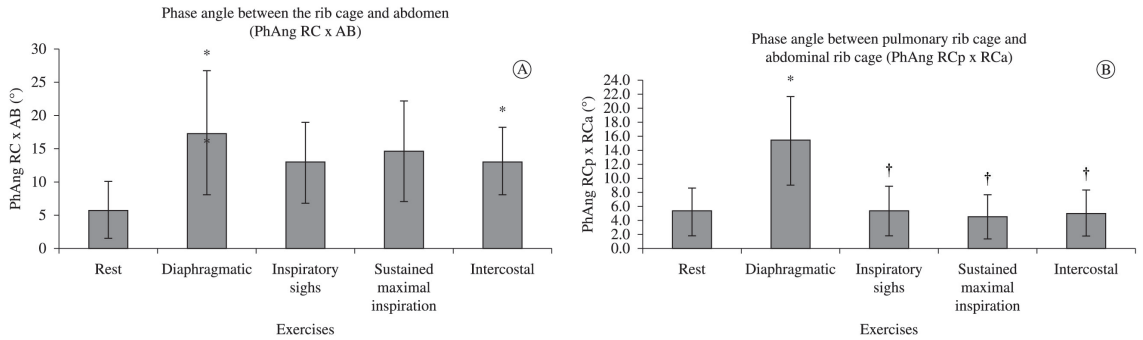 Phase angle between the rib cage and abdomen
(PhAng RC x AB)
A
PhAng RC x AB (°)
30
25
20
15
10
5
0
*
*
*
Rest
Diaphragmatic
Inspiratory
sighs
Sustained
maximal
inspiration
Intercostal
Exercises
Phase angle between pulmonary rib cage and
abdominal rib cage (PhAng RCp x RCa)
B
PhAng RCp x RCa (°)
24.0
22.0
20.0
18.0
16.0
14.0
12.0
10.0
8.0
6.0
4.0
2.0
0.0
*
†
†
†
Rest
Diaphragmatic
Inspiratory
sighs
Sustained
maximal
inspiration
Intercostal
Exercises